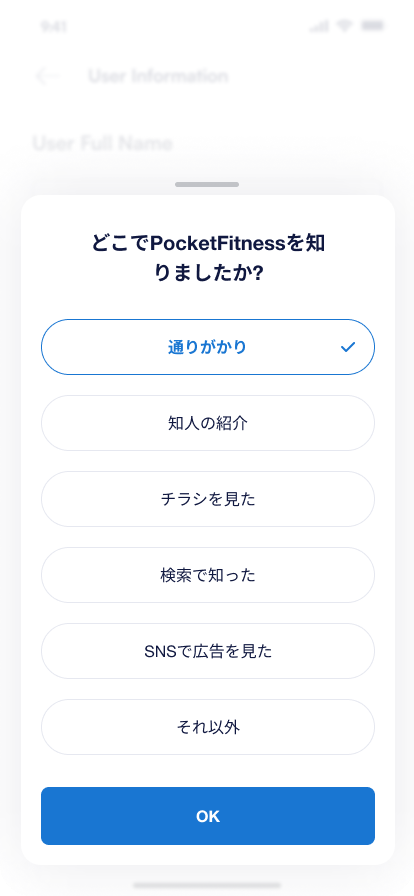 9:41
User Information
User Full Name
どこでPocketFitnessを知
りましたか?
通りがかり
知人の紹介
チラシを見た
検索で知った
SNSで広告を見た
それ以外
OK